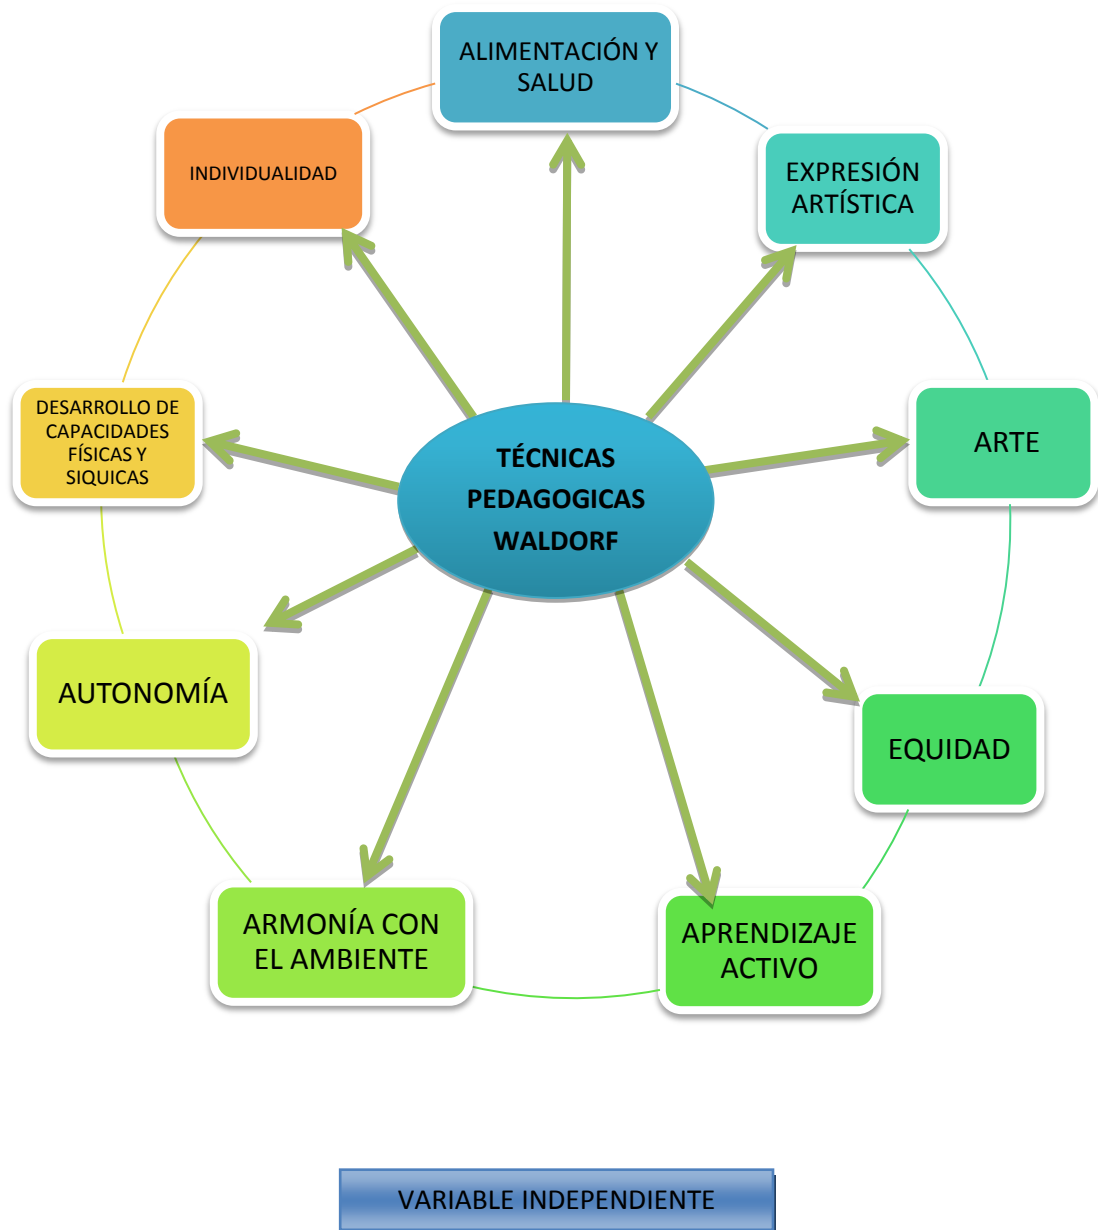 ALIMENTACIÓN Y
SALUD
EXPRESIÓN
ARTÍSTICA
ARTE
EQUIDAD
APRENDIZAJE
ACTIVO
ARMONÍA CON
EL AMBIENTE
AUTONOMÍA
DESARROLLO DE
CAPACIDADES
FÍSICAS Y
SIQUICAS
INDIVIDUALIDAD
TÉCNICAS
PEDAGOGICAS
WALDORF
VARIABLE INDEPENDIENTE